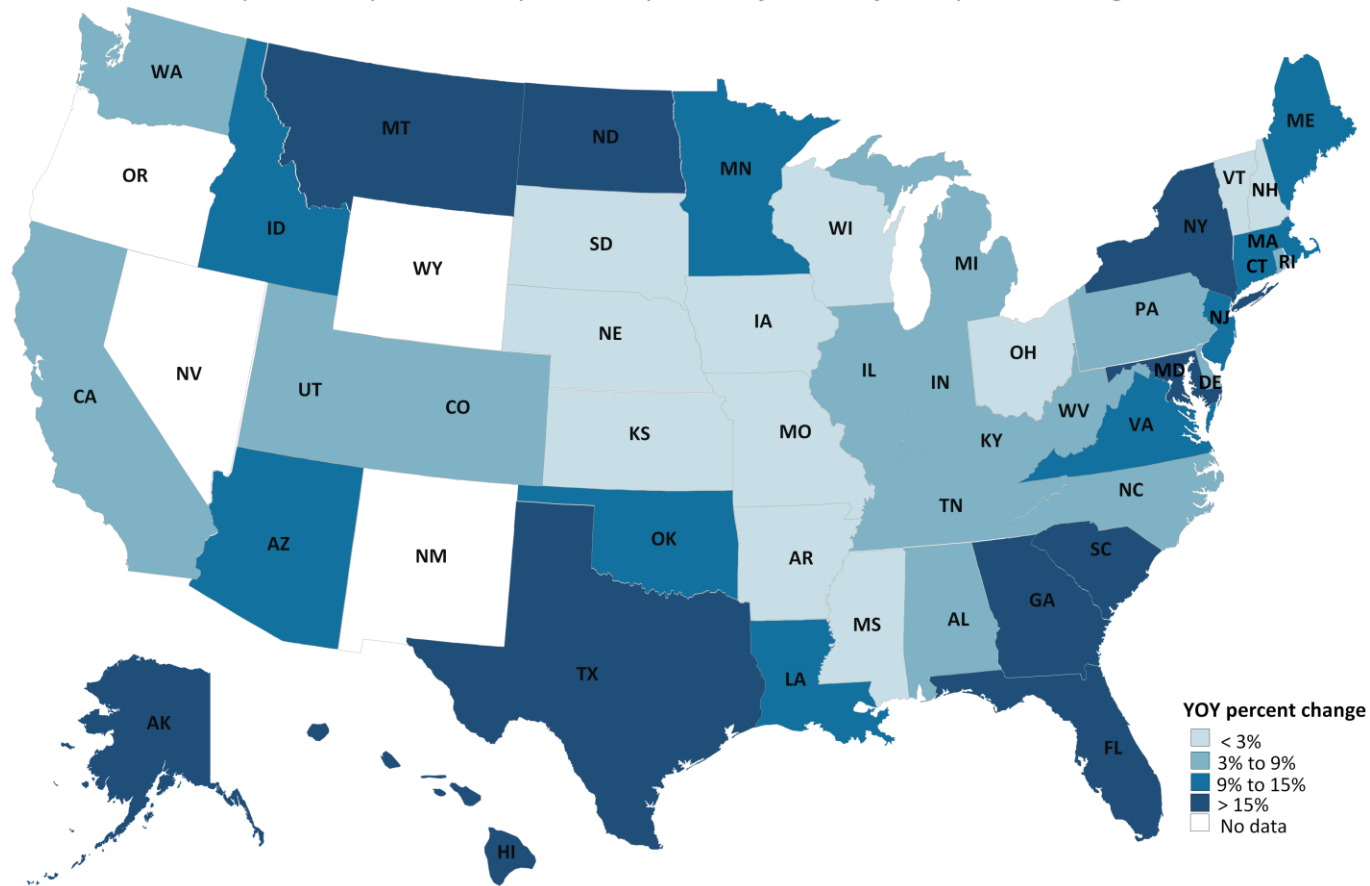 WA
MT
ND
MN
ME
OR
ID
SD
WI
MI
VT
NH
NY
MA
CT
RI
WY
IA
NE
PA
NJ
NV
UT
CO
CA
IL
IN
OH
MD
DE
WV
VA
KS
MO
KY
NC
TN
AZ
NM
OK
AR
SC
GA
MS
AL
TX
LA
AK
HI
FL
YOY percent change
< 3%
3% to 9%
9% to 15%
> 15%
No data